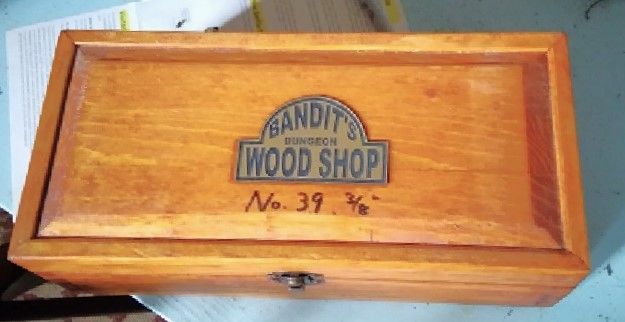 BANDIT'S
DUNGEON
WOOD SHOP
No. 39 3/8"